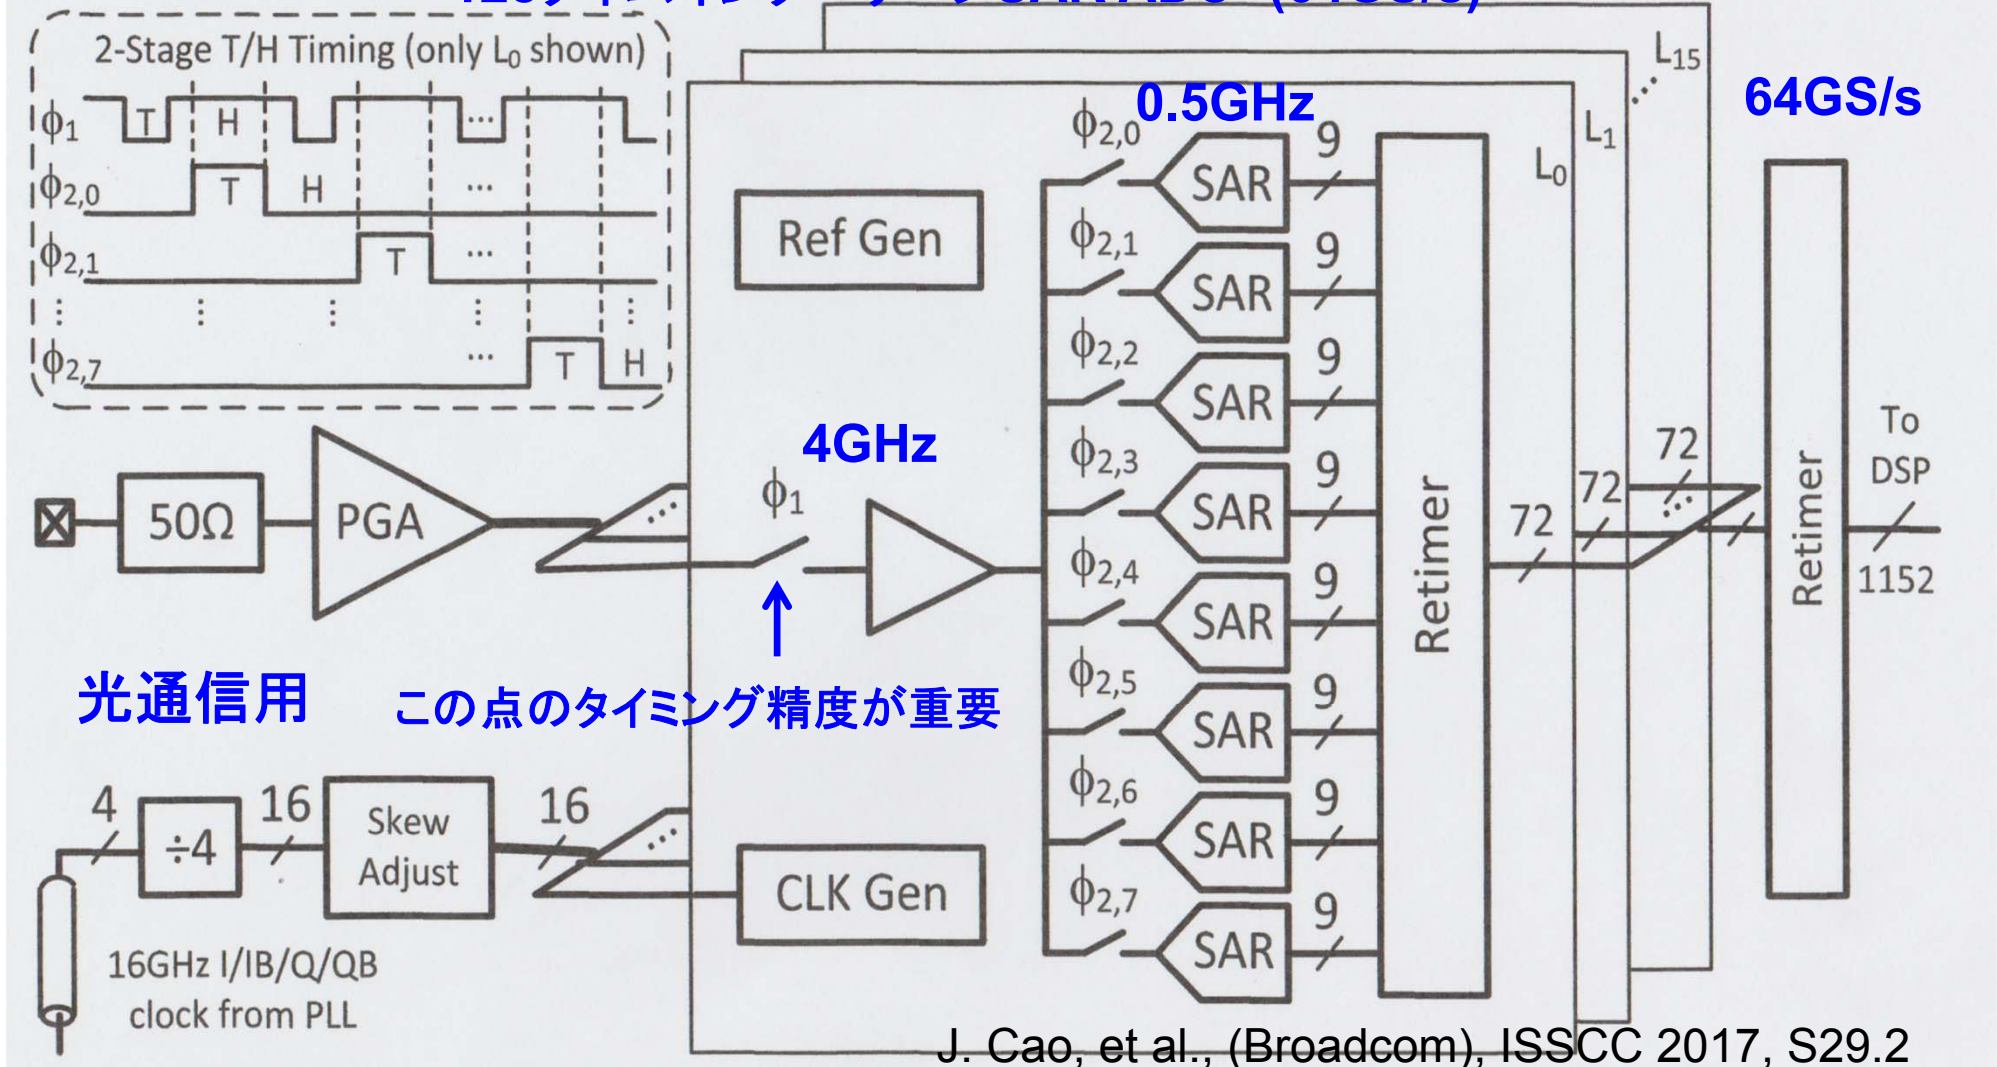 2-Stage T/H Timing (only L0 shown)
ϕ1 T H ...
ϕ2,0 T H ...
ϕ2,1 T ...
ϕ2,7 ... T H
L15
L1
L0
0.5GHz
64GS/s
Ref Gen
ϕ2,0 SAR 9
ϕ2,1 SAR 9
ϕ2,2 SAR 9
ϕ2,3 SAR 9
ϕ2,4 SAR 9
ϕ2,5 SAR 9
ϕ2,6 SAR 9
ϕ2,7 SAR 9
Retimer
72
72
72
Retimer
To
DSP
1152
4GHz
50Ω
PGA
ϕ1
光通信用
この点のタイミング精度が重要
4
÷4
16
Skew
Adjust
16
CLK Gen
16GHz I/IB/Q/QB
clock from PLL
J. Cao, et al., (Broadcom), ISSCC 2017, S29.2